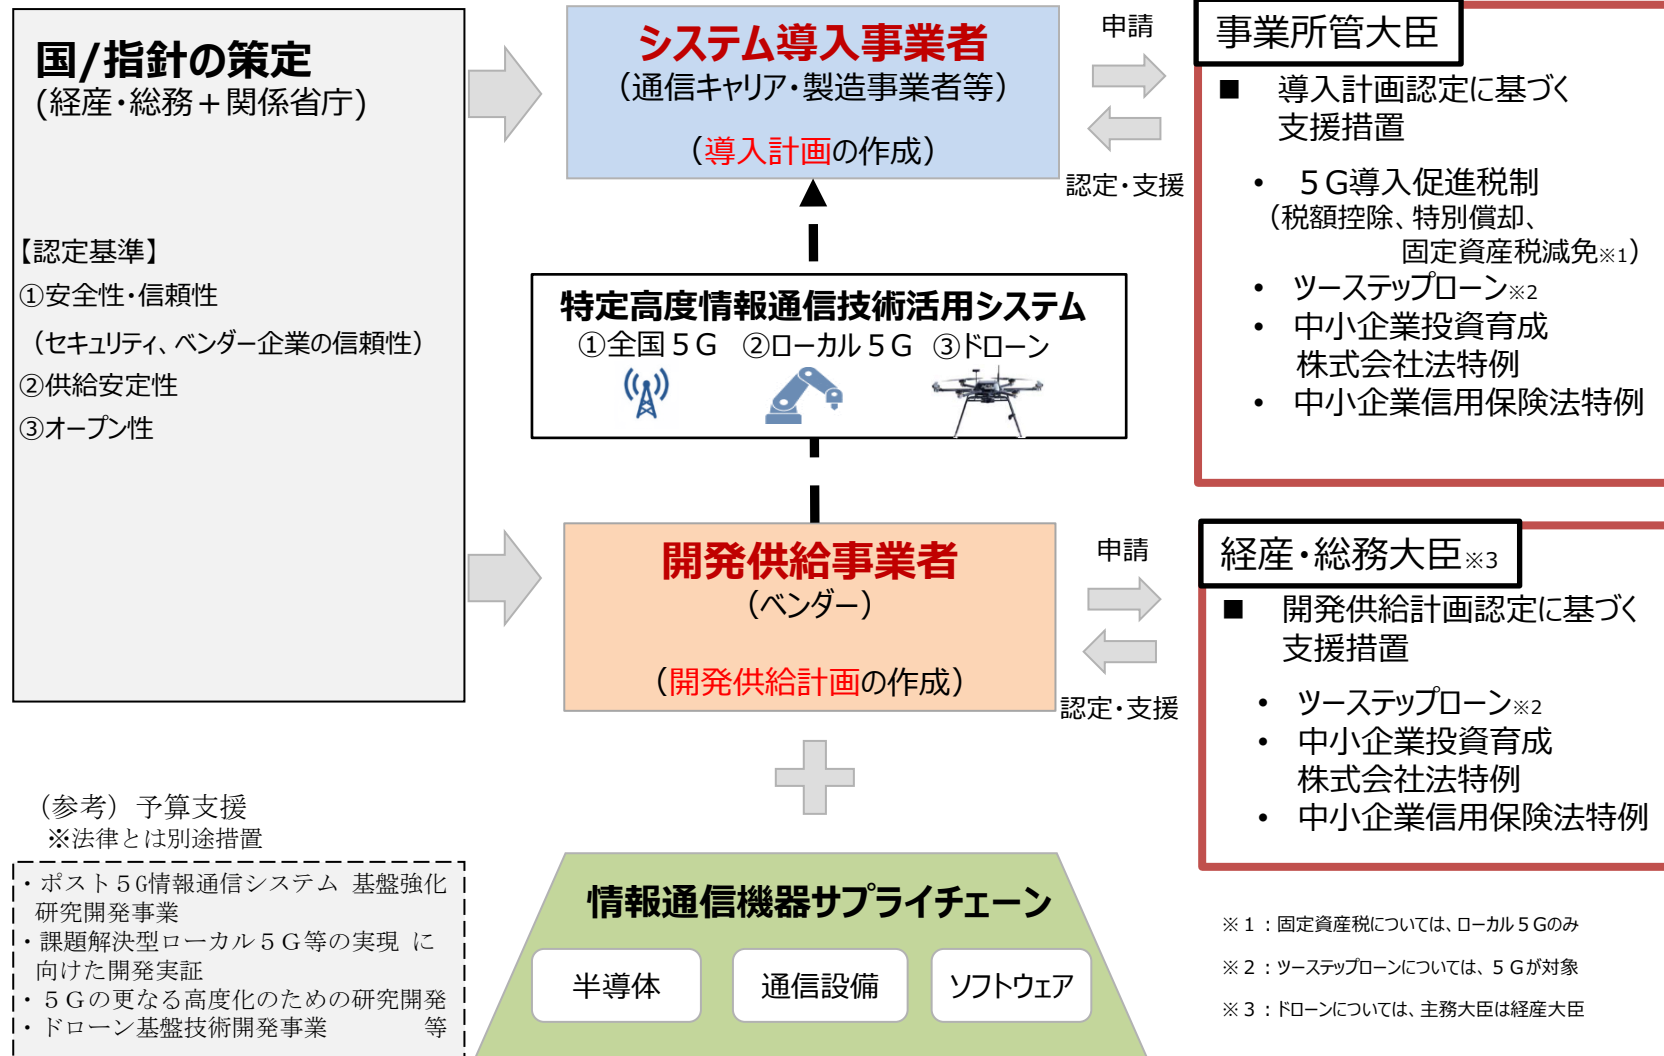 国/指針の策定
(経産・総務+関係省庁)
【認定基準】
①安全性・信頼性
（セキュリティ、ベンダー企業の信頼性）
②供給安定性
③オープン性
システム導入事業者
（通信キャリア・製造事業者等）
（導入計画の作成）
申請
認定・支援
事業所管大臣
■ 導入計画認定に基づく
支援措置
• ５G導入促進税制
（税額控除、特別償却、
固定資産税減免※1）
• ツーステップローン※2
• 中小企業投資育成
株式会社法特例
• 中小企業信用保険法特例
特定高度情報通信技術活用システム
①全国５G ②ローカル５G ③ドローン
開発供給事業者
（ベンダー）
（開発供給計画の作成）
申請
認定・支援
経産・総務大臣※3
■ 開発供給計画認定に基づく
支援措置
• ツーステップローン※2
• 中小企業投資育成
株式会社法特例
• 中小企業信用保険法特例
（参考）予算支援
※法律とは別途措置
・ポスト５G情報通信システム 基盤強化
研究開発事業
・課題解決型ローカル５Ｇ等の実現 に
向けた開発実証
・５Ｇの更なる高度化のための研究開発
・ドローン基盤技術開発事業 等
情報通信機器サプライチェーン
半導体 通信設備 ソフトウェア
※１：固定資産税については、ローカル５Gのみ
※２：ツーステップローンについては、５Gが対象
※３：ドローンについては、主務大臣は経産大臣